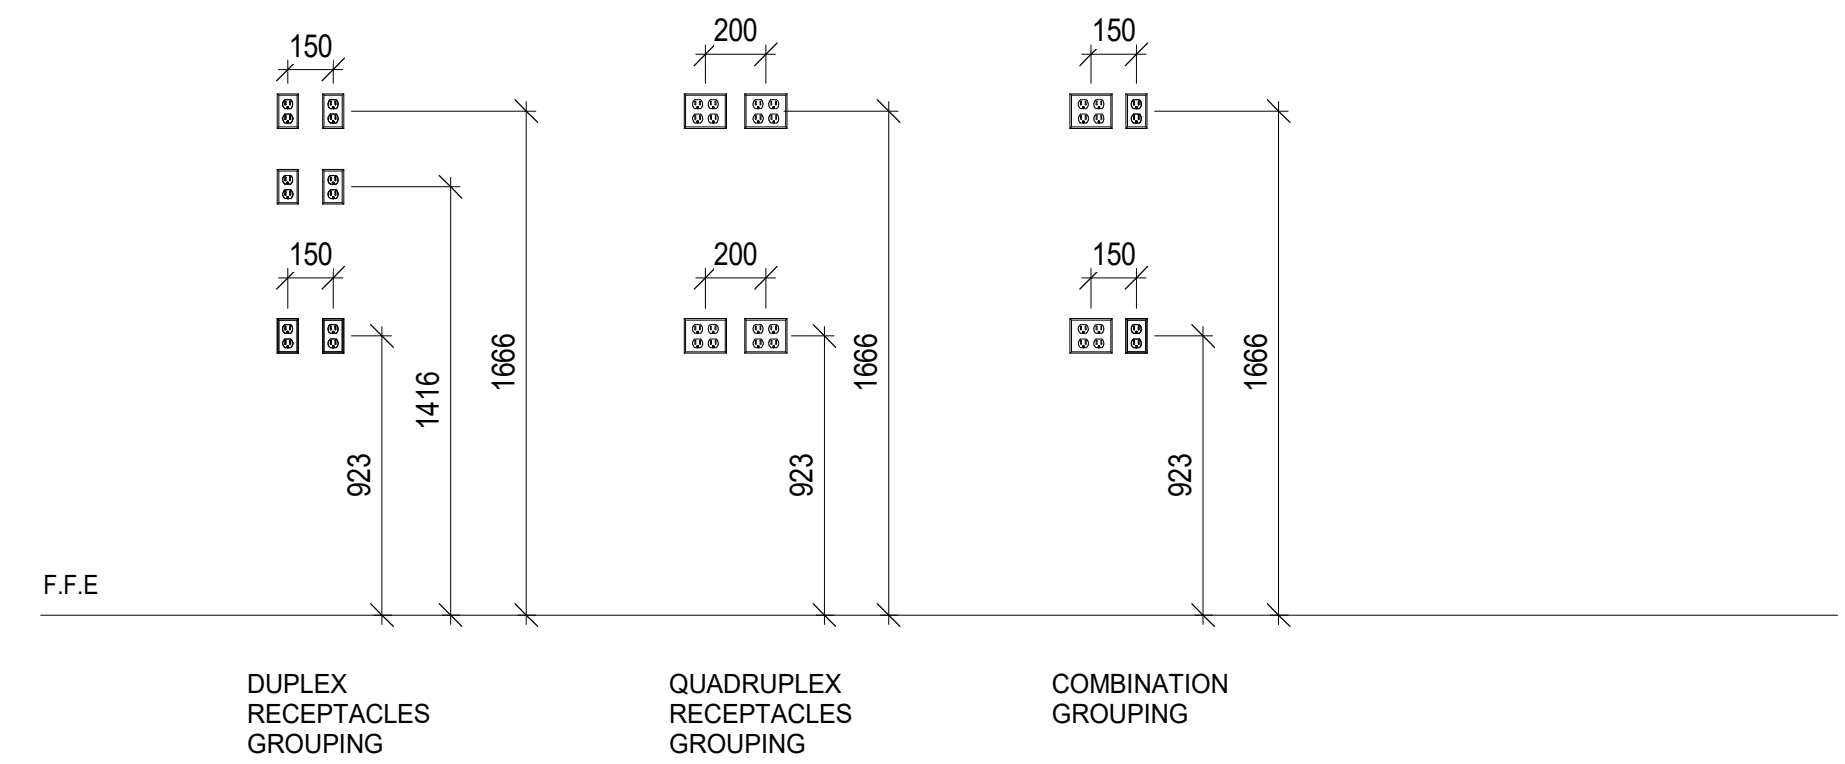 150
200
150
150
200
150
1666
1416
923
1666
923
1666
923
F.F.E
DUPLEX
RECEPTACLES
GROUPING
QUADRUPLEX
RECEPTACLES
GROUPING
COMBINATION
GROUPING